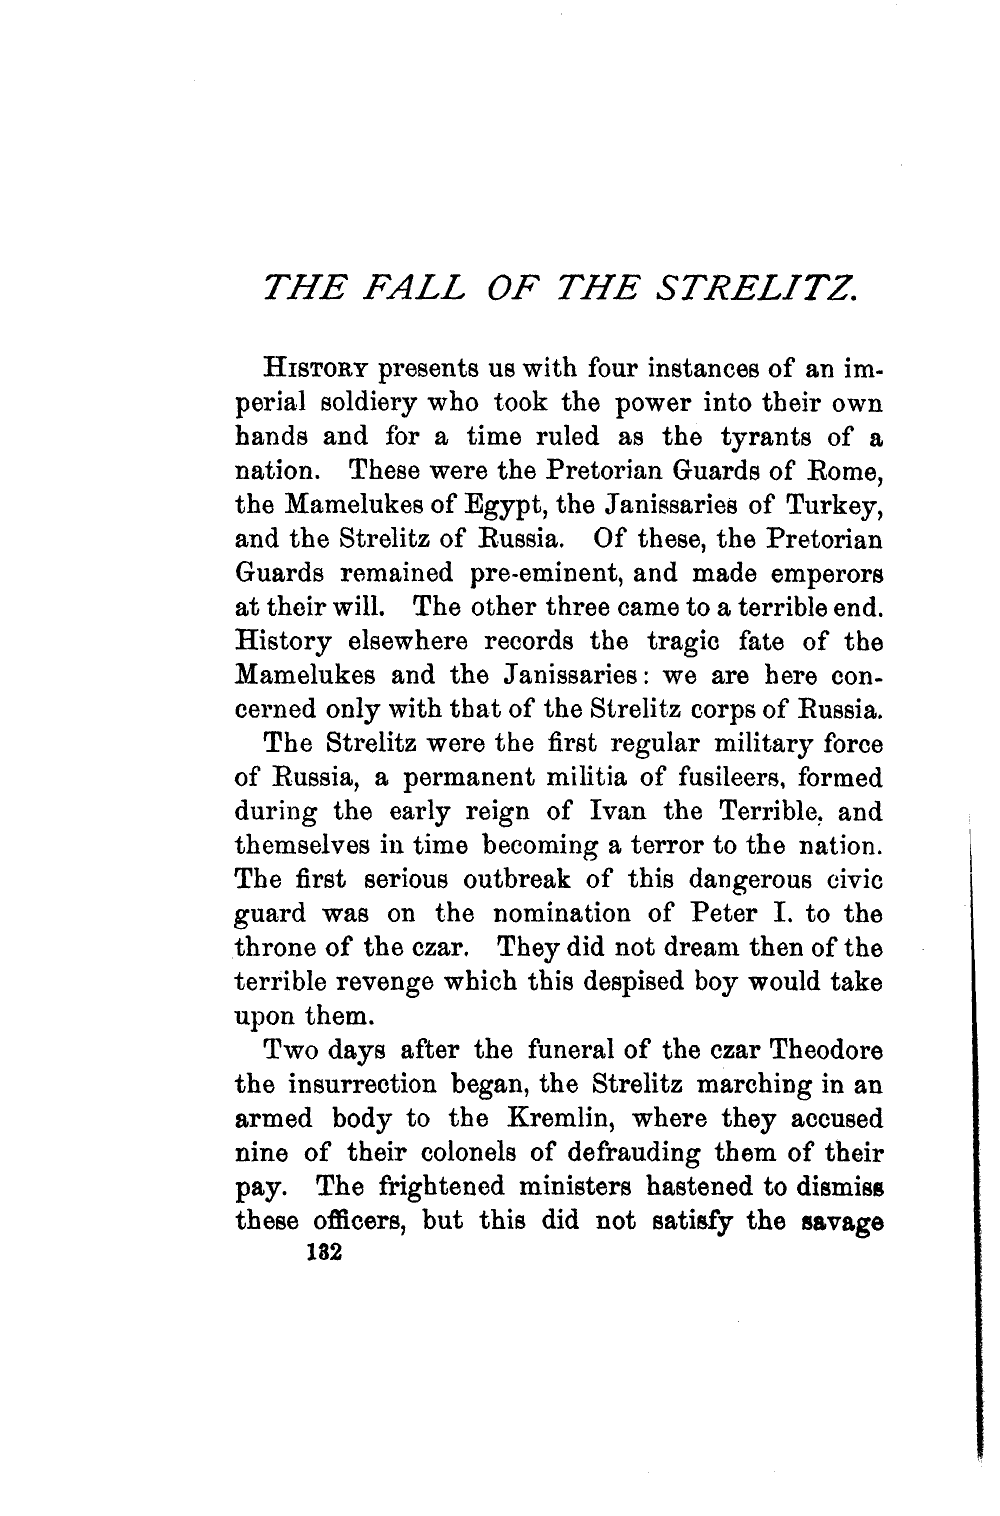 THE FALL OF THE STRELITZ.
HISTORY presents us with four instances of an im-
perial soldiery who took the power into their own
hands and for a time ruled as the tyrants of a
nation. These were the Pretorian Guards of Rome,
the Mamelukes of Egypt, the Janissaries of Turkey,
and the Strelitz of Russia. Of these, the Pretorian
Guards remained pre-eminent, and made emperors
at their will. The other three came to a terrible end.
History elsewhere records the tragic fate of the
Mamelukes and the Janissaries: we are here con-
cerned only with that of the Strelitz corps of Russia.
The Strelitz were the first regular military force
of Russia, a permanent militia of fusileers, formed
during the early reign of Ivan the Terrible, and
themselves in time becoming a terror to the nation.
The first serious outbreak of this dangerous civic
guard was on the nomination of Peter I. to the
throne of the czar. They did not dream then of the
terrible revenge which this despised boy would take
upon them.
Two days after the funeral of the czar Theodore
the insurrection began, the Strelitz marching in an
armed body to the Kremlin, where they accused
nine of their colonels of defrauding them of their
pay. The frightened ministers hastened to dismiss
these officers, but this did not satisfy the savage
132